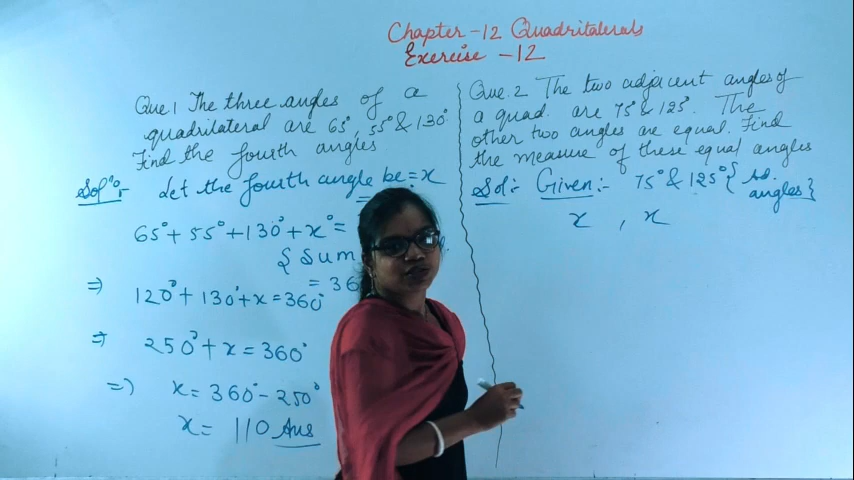 Chapter -12 Quadrilaterals
Exercise -12
Que 1 The three angles of a
quadrilateral are 65°, 55° & 130°
Find the fourth angles
Solⁿ:- Let the fourth angle be = x
65° + 55° + 130° + x° =
{ Sum
= 36
⇒ 120° + 130° + x = 360°
⇒ 250° + x = 360°
⇒) x = 360° - 250°
x = 110 Ans
Que. 2 The two adjacent angles of
a quad. are 75° & 125°. The
other two angles are equal. Find
the measure of these equal angles
Sol:- Given:- 75° & 125° { Ad.
angles }
x , x